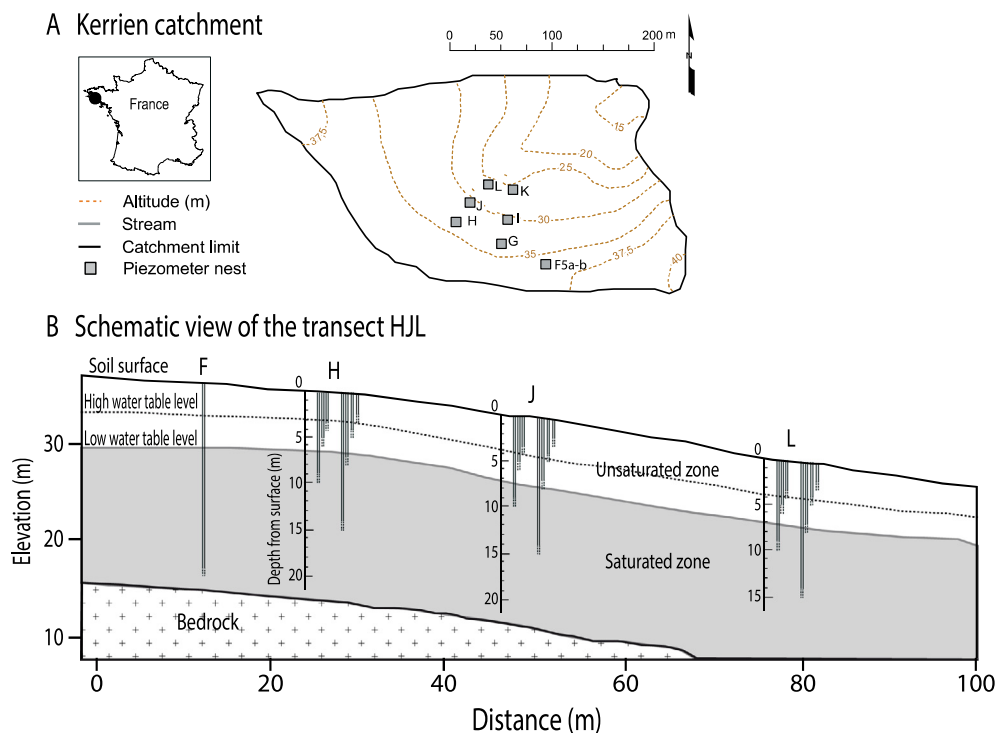 A Kerrien catchment
0 50 100 200 m
N
France
Altitude (m)
Stream
Catchment limit
Piezometer nest
37.5
15
20
25
L
K
J
H
I
30
G
35
37.5
F5a-b
40
B Schematic view of the transect HJL
Soil surface
F
H
J
L
High water table level
Low water table level
Unsaturated zone
Saturated zone
Bedrock
Elevation (m)
30
20
10
Depth from surface (m)
0
5
10
15
20
0
5
10
15
20
0
5
10
15
0 20 40 60 80 100
Distance (m)